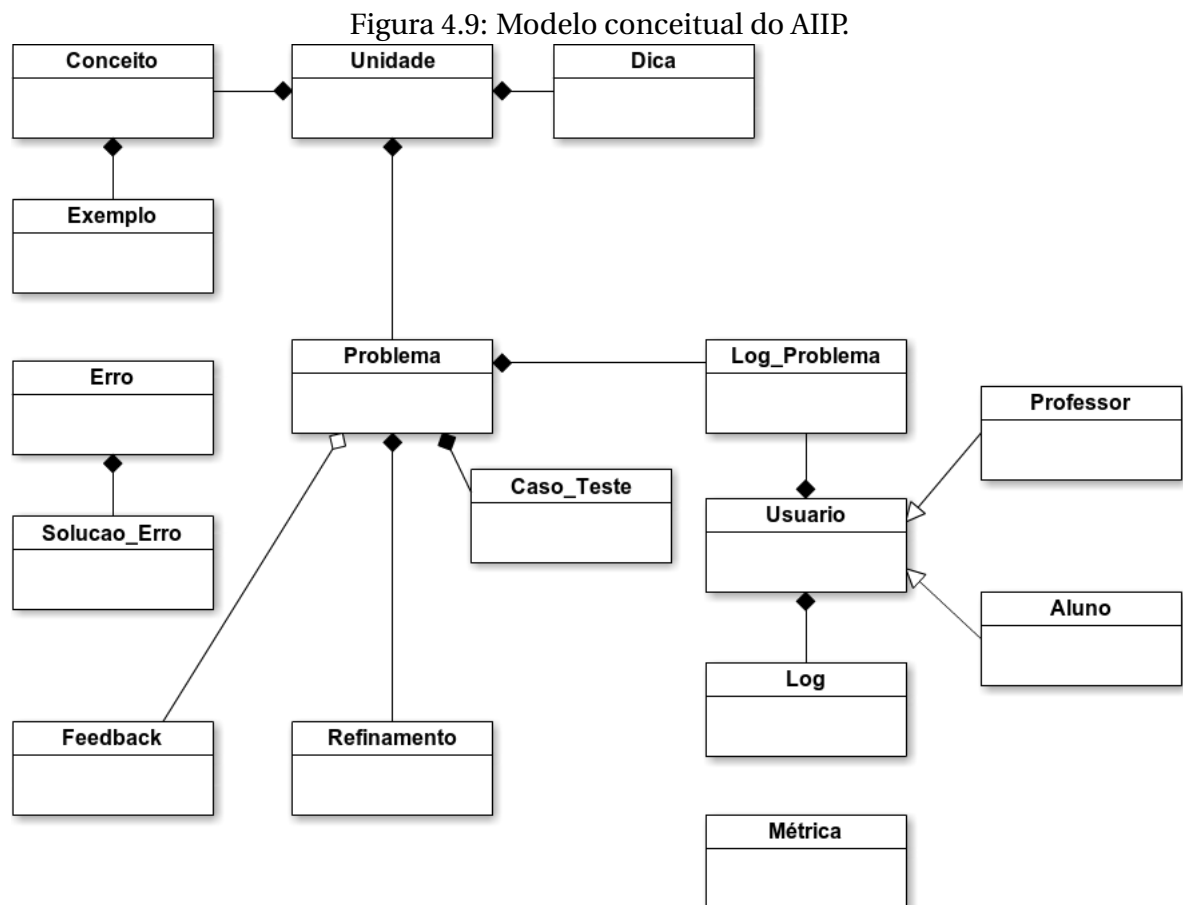 Figura 4.9: Modelo conceitual do AIIP.
Conceito
Unidade
Dica
Exemplo
Problema
Log_Problema
Erro
Professor
Caso_Teste
Usuario
Solucao_Erro
Aluno
Log
Feedback
Refinamento
Métrica